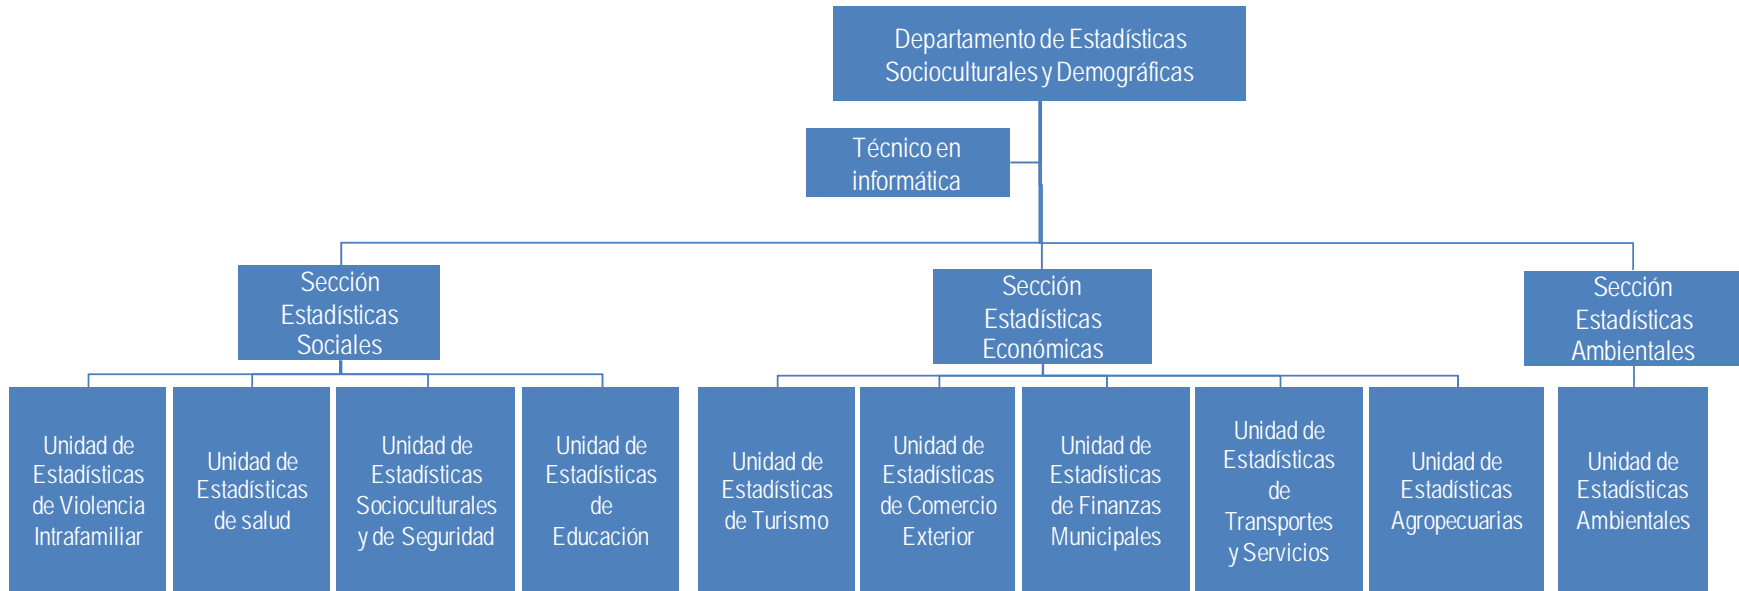 Departamento de Estadísticas
Socioculturales y Demográficas
Técnico en
informática
Sección
Estadísticas
Sociales
Sección
Estadísticas
Económicas
Sección
Estadísticas
Ambientales
Unidad de
Estadísticas
de Violencia
Intrafamiliar
Unidad de
Estadísticas
de salud
Unidad de
Estadísticas
Socioculturales
y de Seguridad
Unidad de
Estadísticas
de
Educación
Unidad de
Estadísticas
de Turismo
Unidad de
Estadísticas
de Comercio
Exterior
Unidad de
Estadísticas
de Finanzas
Municipales
Unidad de
Estadísticas
de
Transportes
y Servicios
Unidad de
Estadísticas
Agropecuarias
Unidad de
Estadísticas
Ambientales